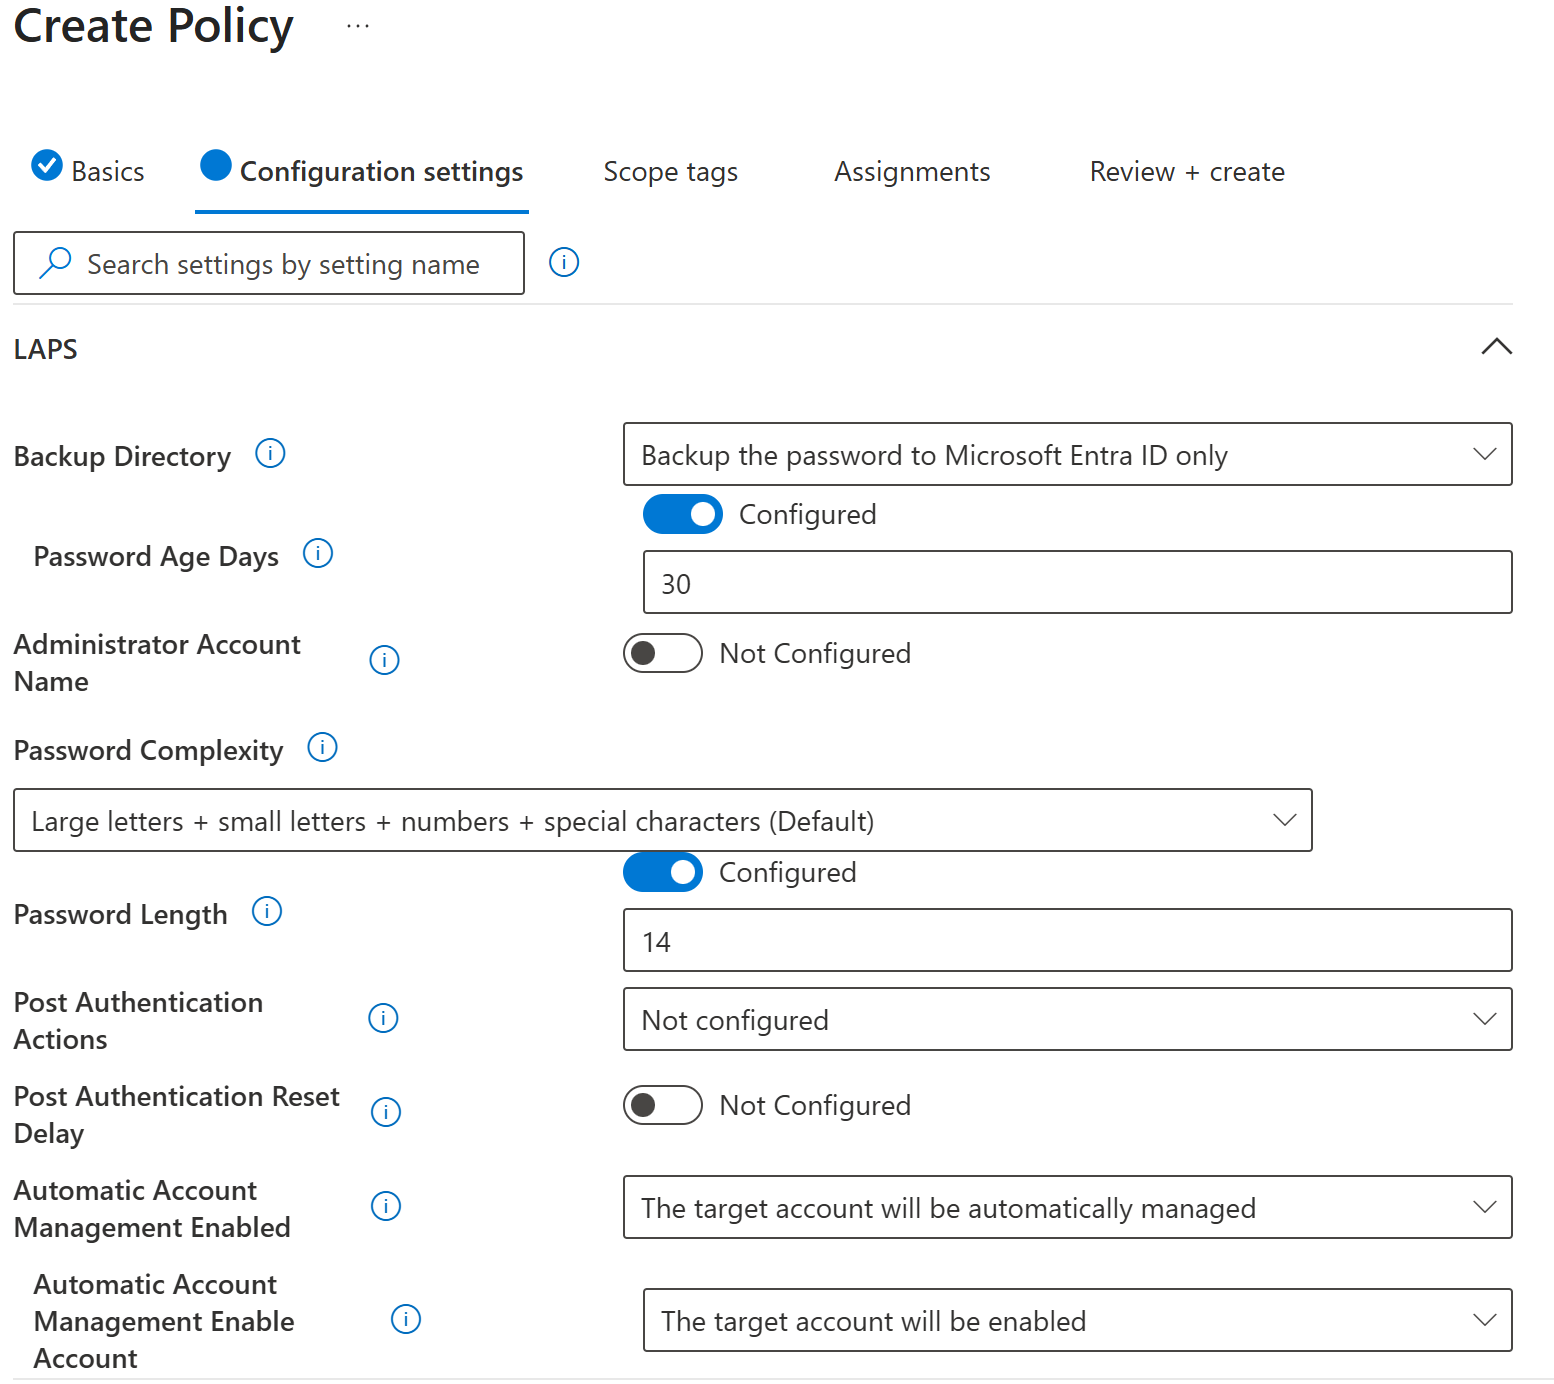 Create Policy ...
Basics
Configuration settings
Scope tags
Assignments
Review + create
Search settings by setting name
LAPS
Backup Directory
Backup the password to Microsoft Entra ID only
Configured
Password Age Days
30
Administrator Account
Name
Not Configured
Password Complexity
Large letters + small letters + numbers + special characters (Default)
Configured
Password Length
14
Post Authentication
Actions
Not configured
Post Authentication Reset
Delay
Not Configured
Automatic Account
Management Enabled
The target account will be automatically managed
Automatic Account
Management Enable
Account
The target account will be enabled